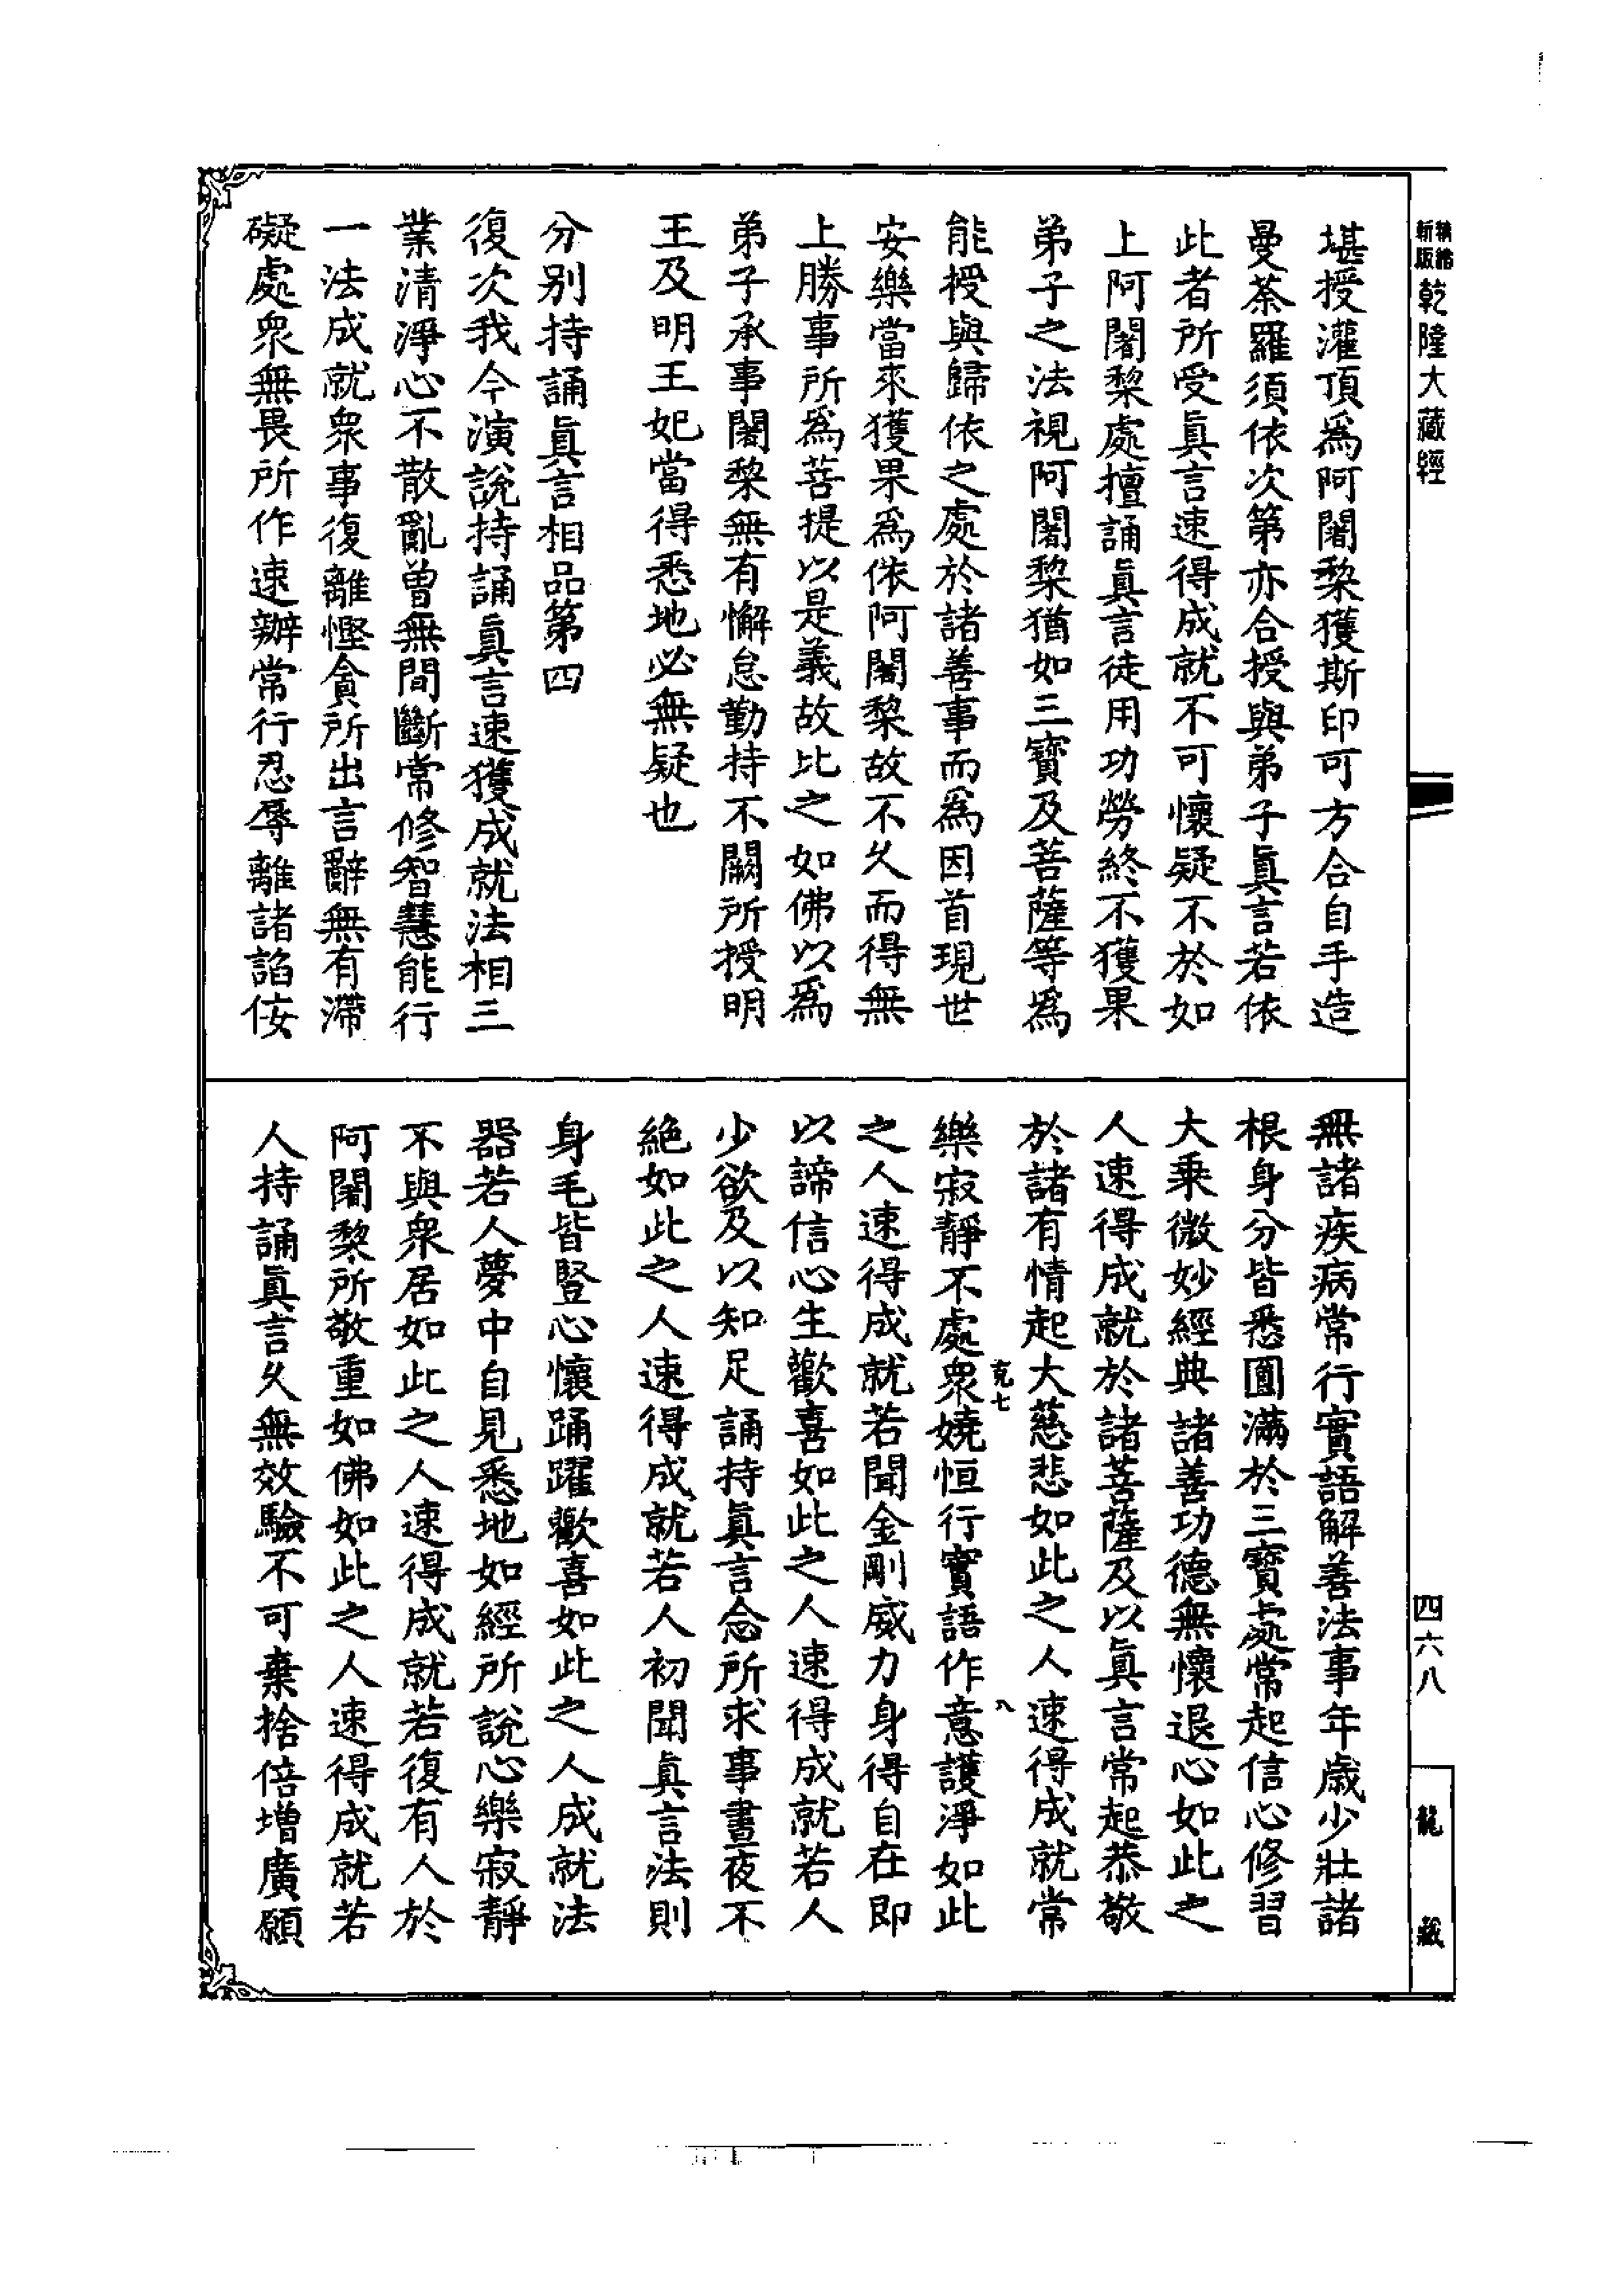 新版
精縮
乾隆大藏經
四六八
龍藏
堪授灌頂爲阿闍棃獲斯印可方合自手造
曼荼羅須依次第亦合授與弟子眞言若依
此者所受眞言速得成就不可懷疑不於如
上阿闍棃處擅誦眞言徒用功勞終不獲果
弟子之法視阿闍棃猶如三寶及菩薩等爲
能授與歸依之處於諸善事而爲因首現世
安樂當來獲果爲依阿闍棃故不久而得無
上勝事所爲菩提以是義故比之如佛以爲
弟子承事闍棃無有懈怠勤持不闕所授明
王及明王妃當得悉地必無疑也
分别持誦眞言相品第四
復次我今演說持誦眞言速獲成就法相三
業清淨心不散亂曾無間斷常修智慧能行
一法成就衆事復離慳貪所出言辭無有滯
礙處衆無畏所作速辦常行忍辱離諸諂佞
無諸疾病常行實語解善法事年歲少壯諸
根身分皆悉圓滿於三寶處常起信心修習
大乘微妙經典諸善功德無懷退心如此之
人速得成就於諸菩薩及以眞言常起恭敬
於諸有情起大慈悲如此之人速得成就常
克七
八
樂寂靜不處衆嬈恒行實語作意護淨如此
之人速得成就若聞金剛威力身得自在即
以諦信心生歡喜如此之人速得成就若人
少欲及以知足誦持眞言念所求事晝夜不
絶如此之人速得成就若人初聞眞言法則
身毛皆豎心懷踊躍歡喜如此之人成就法
器若人夢中自見悉地如經所說心樂寂靜
不與衆居如此之人速得成就若復有人於
阿闍棃所敬重如佛如此之人速得成就若
人持誦眞言久無效驗不可棄捨倍增廣願